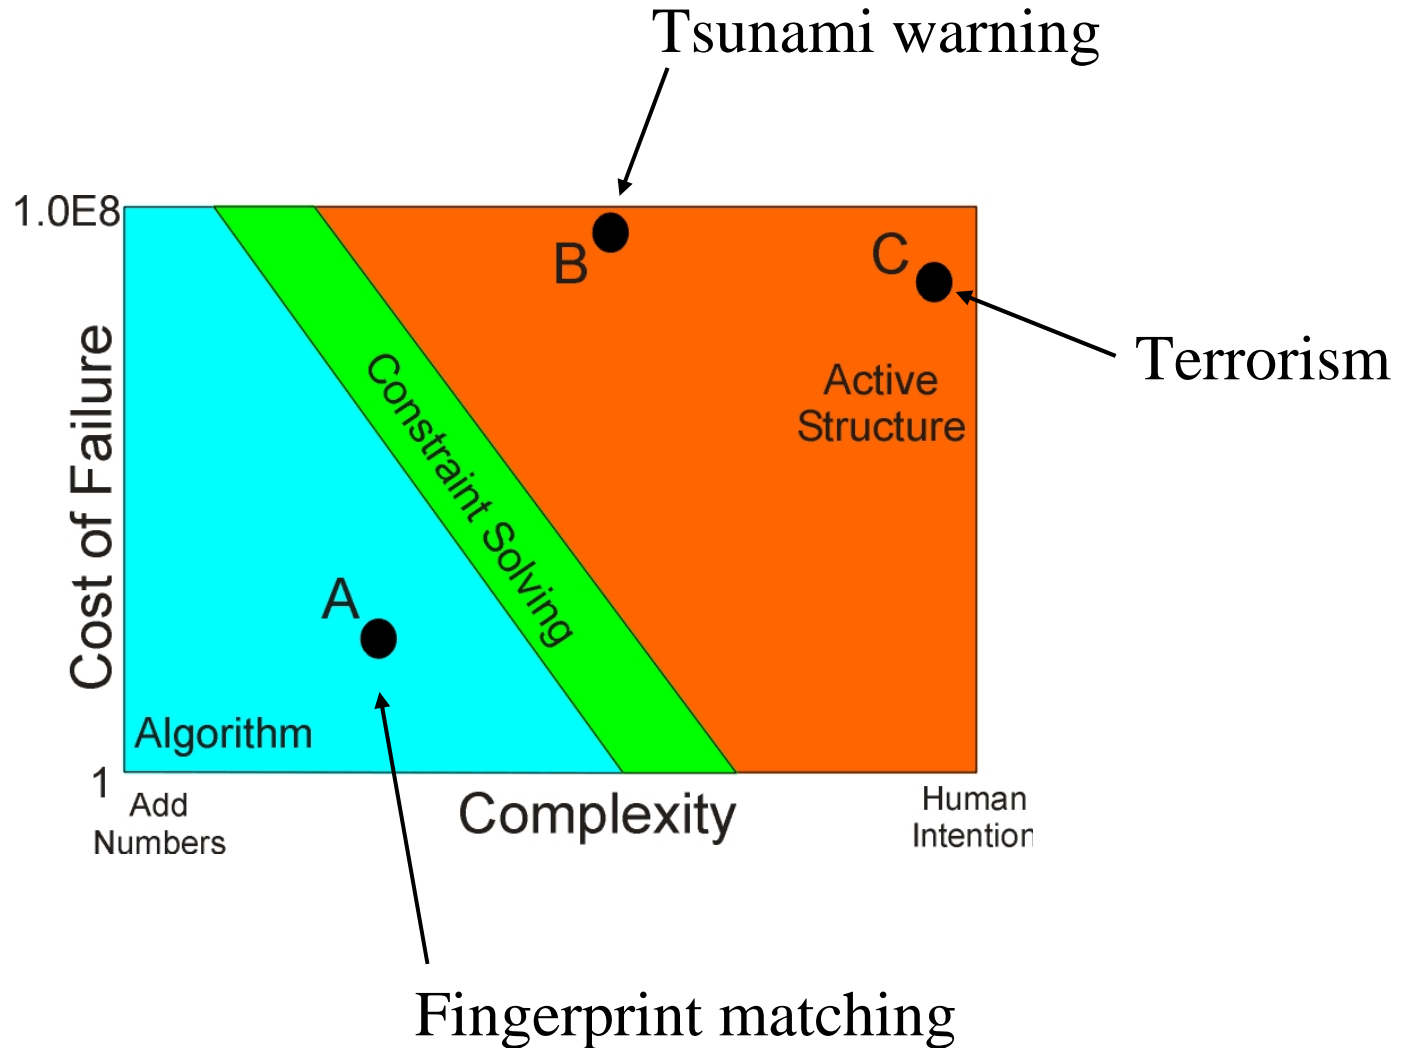 Tsunami warning
1.0E8
B
C
Terrorism
Active
Structure
Constraint Solving
Cost of Failure
A
Algorithm
1
Add
Numbers
Complexity
Human
Intention
Fingerprint matching